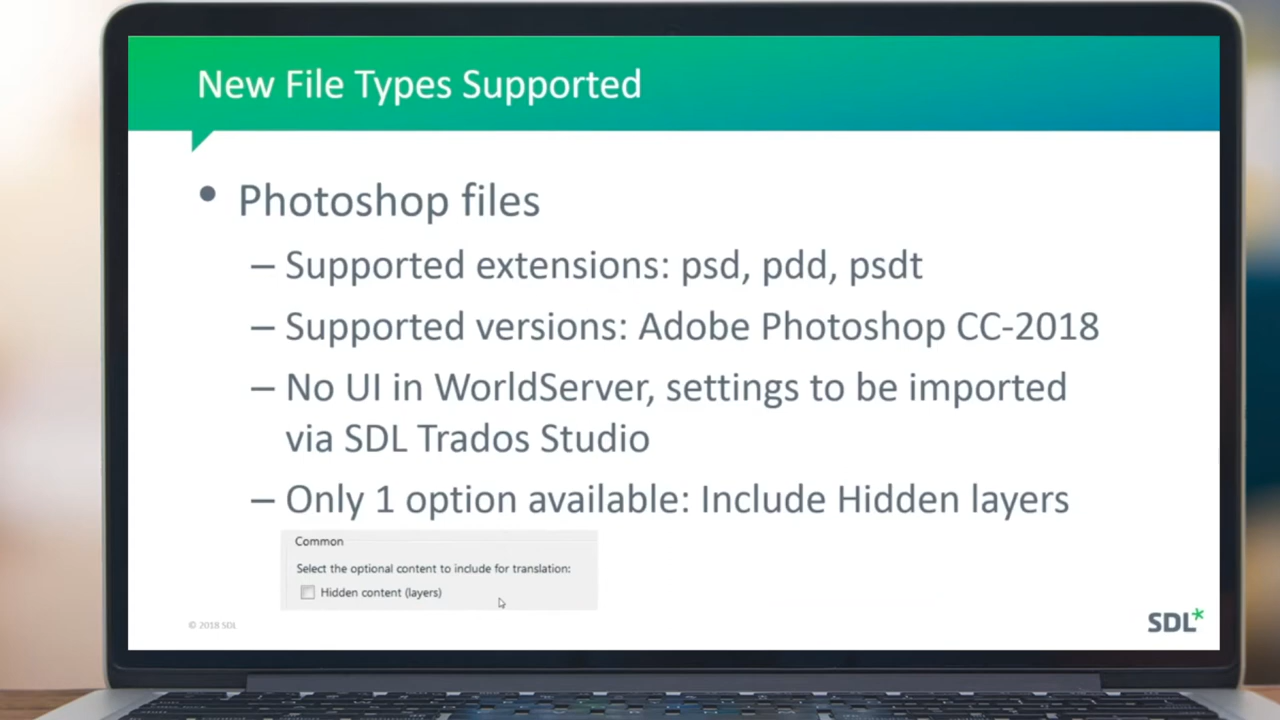 New File Types Supported
• Photoshop files
– Supported extensions: psd, pdd, psdt
– Supported versions: Adobe Photoshop CC-2018
– No UI in WorldServer, settings to be imported
via SDL Trados Studio
– Only 1 option available: Include Hidden layers
Common
Select the optional content to include for translation:
Hidden content (layers)
© 2018 SDL
SDL*